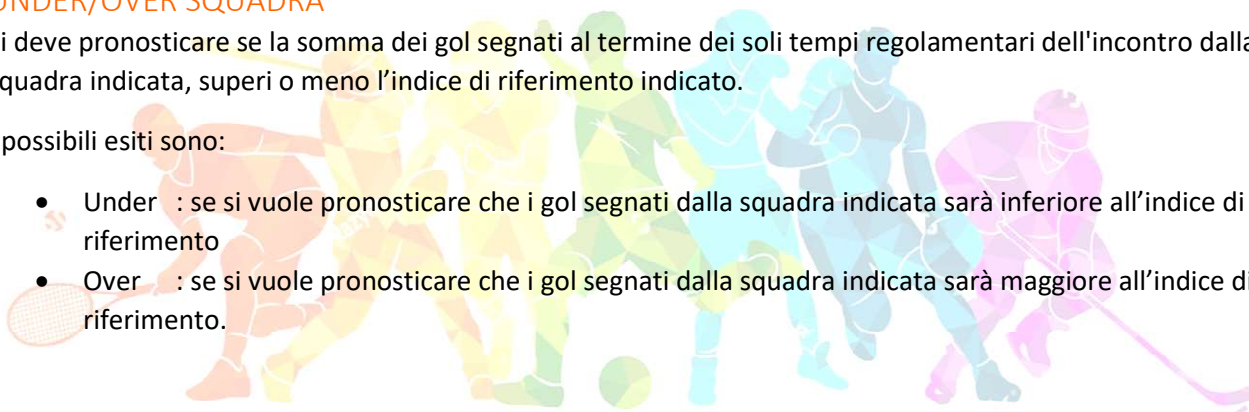 UNDER/OVER SQUADRA
i deve pronosticare se la somma dei gol segnati al termine dei soli tempi regolamentari dell'incontro dalla
quadra indicata, superi o meno l’indice di riferimento indicato.
possibili esiti sono:
• Under : se si vuole pronosticare che i gol segnati dalla squadra indicata sarà inferiore all’indice di
riferimento
• Over : se si vuole pronosticare che i gol segnati dalla squadra indicata sarà maggiore all’indice di
riferimento.